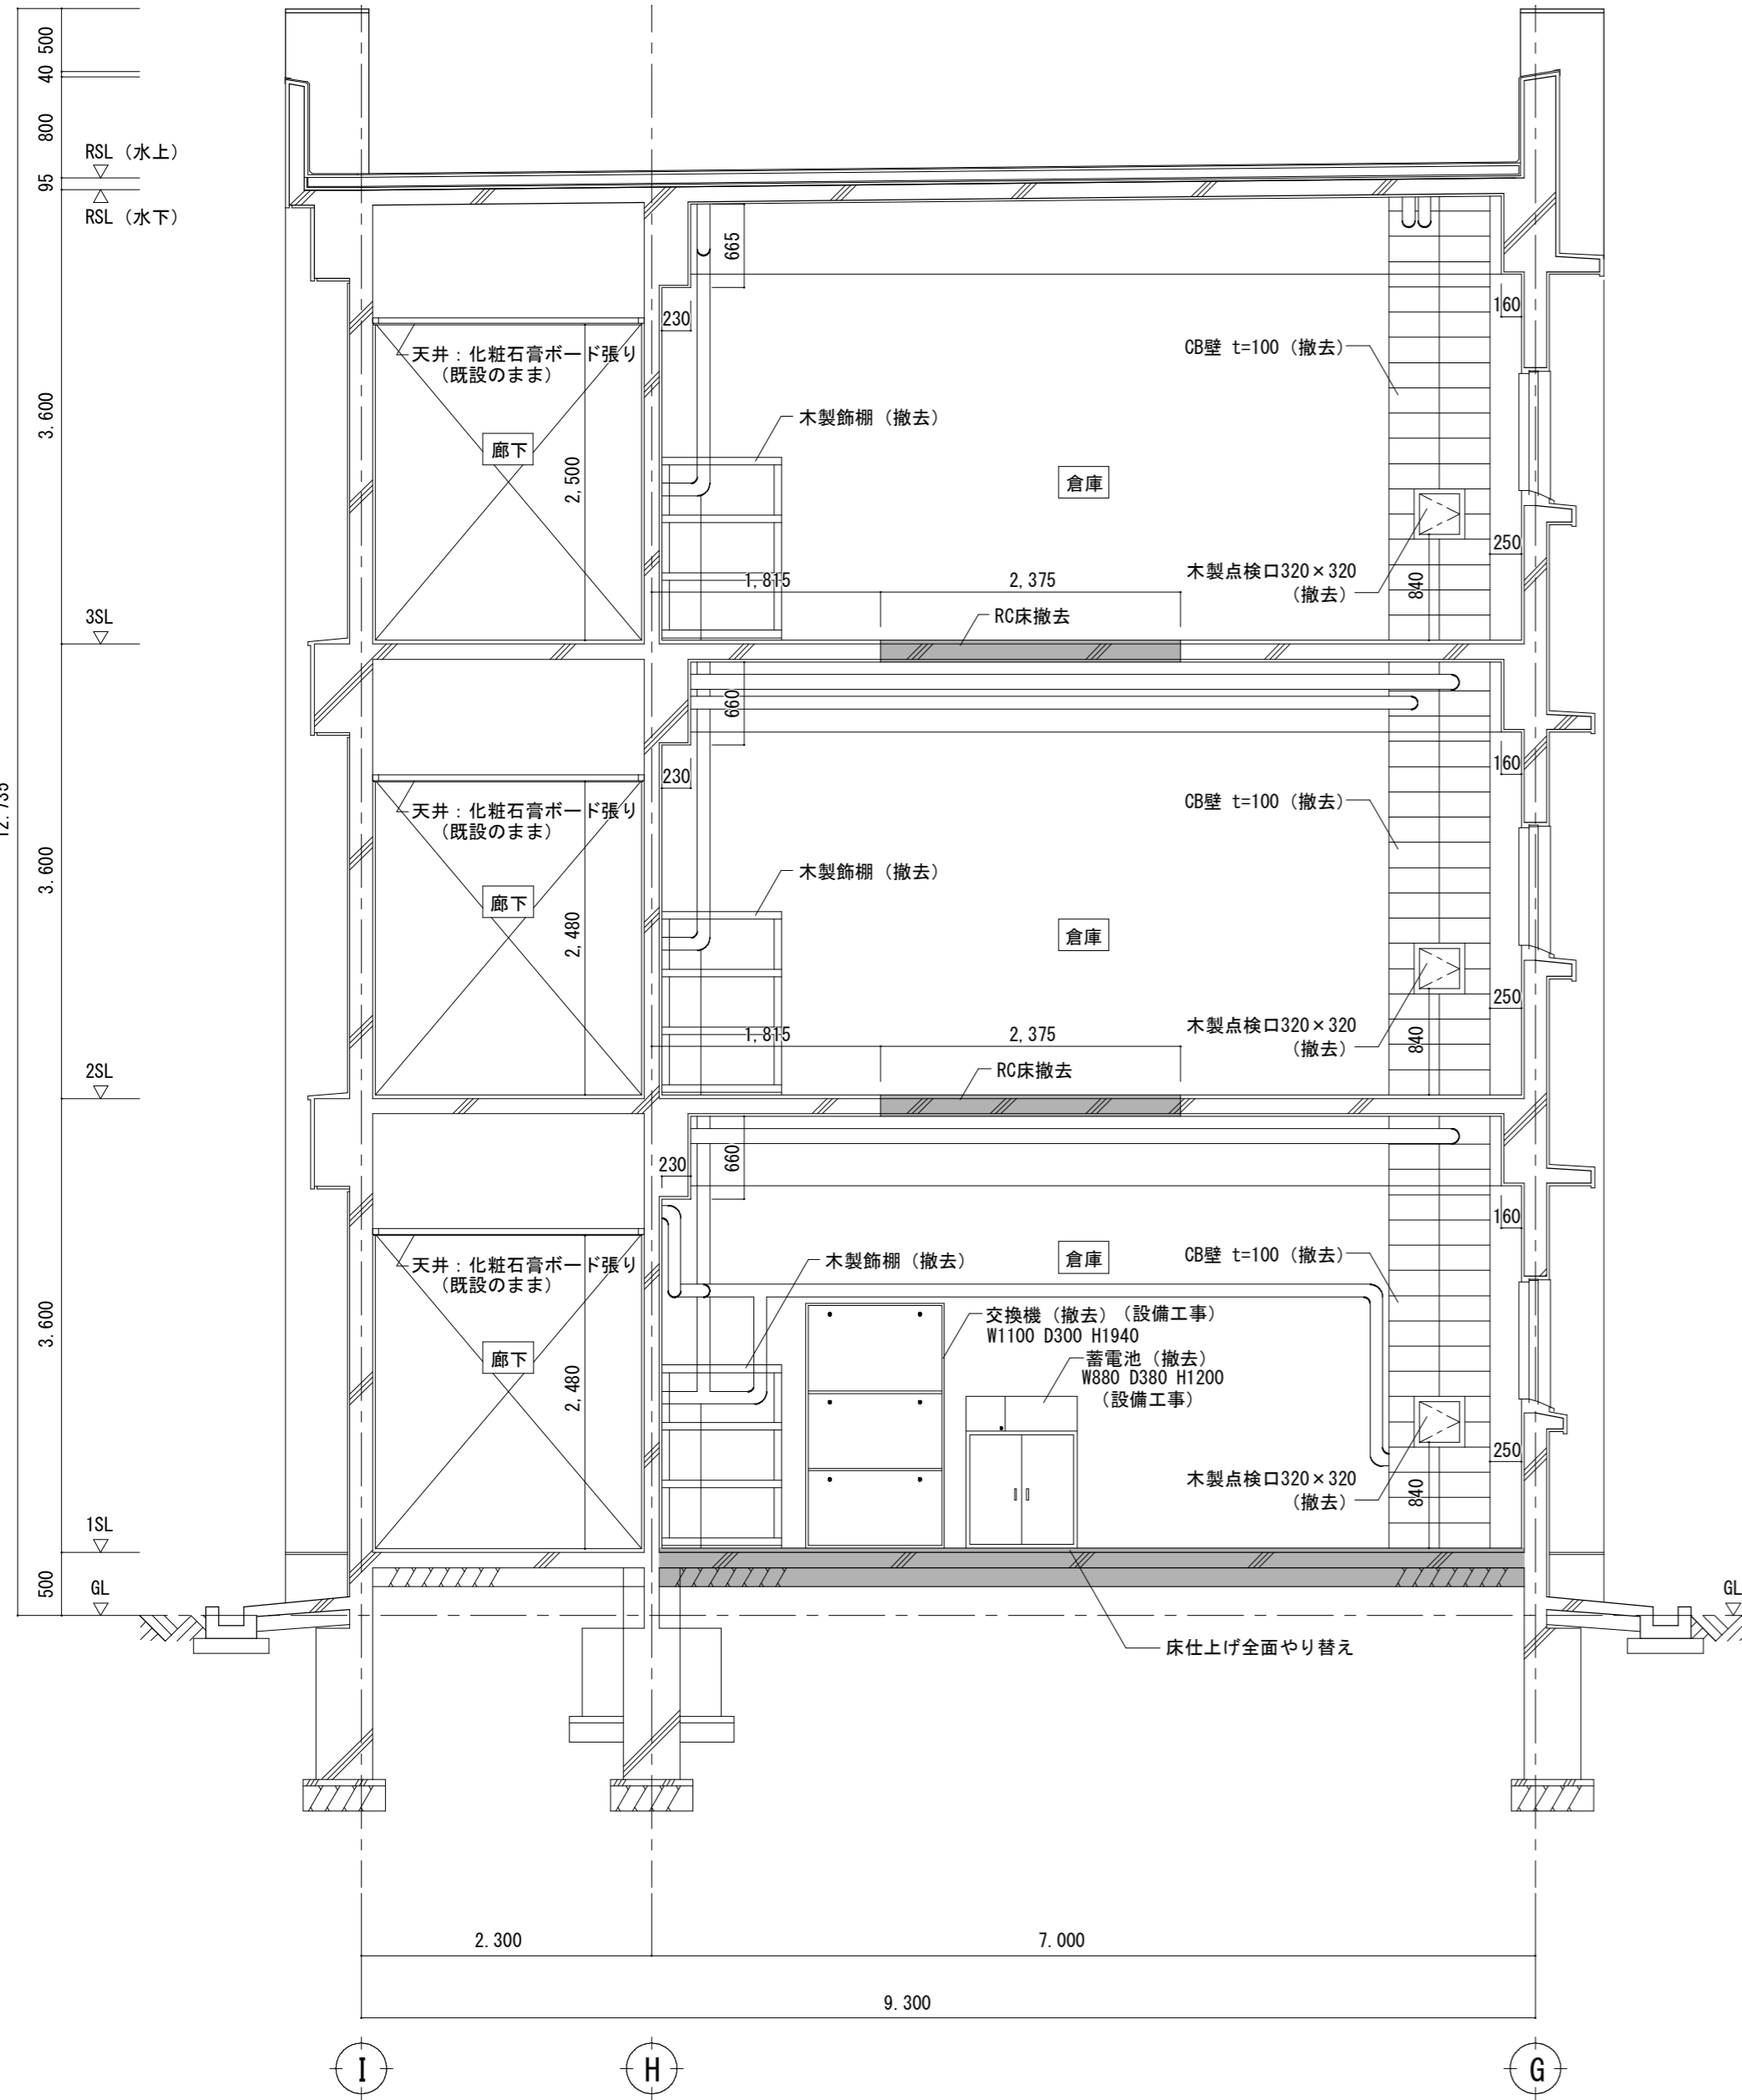 500
40
800
RSL（水上）
95
RSL（水下）
665
230
160
CB壁 t=100（撤去）
天井：化粧石膏ボード張り
（既設のまま）
3.600
木製飾棚（撤去）
廊下
2,500
倉庫
250
木製点検口320×320
（撤去）
840
1,815
2,375
RC床撤去
3SL
660
230
160
12.735
天井：化粧石膏ボード張り
（既設のまま）
CB壁 t=100（撤去）
3.600
木製飾棚（撤去）
廊下
2,480
倉庫
250
木製点検口320×320
（撤去）
840
1,815
2,375
RC床撤去
2SL
660
230
160
天井：化粧石膏ボード張り
（既設のまま）
木製飾棚（撤去）
倉庫
CB壁 t=100（撤去）
3.600
交換機（撤去）（設備工事）
W1100 D300 H1940
廊下
蓄電池（撤去）
W880 D380 H1200
（設備工事）
2,480
250
木製点検口320×320
（撤去）
840
1SL
500
GL
GL
床仕上げ全面やり替え
2.300
7.000
9.300
I
H
G